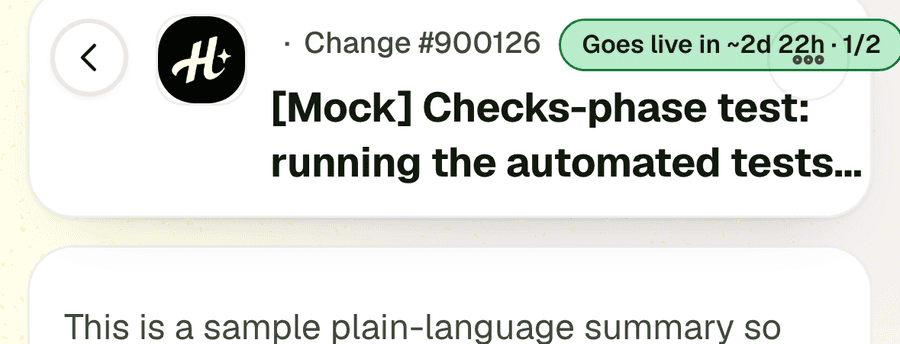 · Change #900126 Goes live in ~2d 22h · 1/2
[Mock] Checks-phase test:
running the automated tests...
This is a sample plain-language summary so